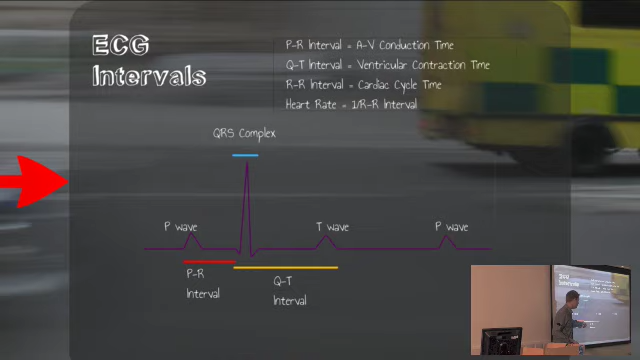 ECG
Intervals
P-R Interval = A-V Conduction Time
Q-T Interval = Ventricular Contraction Time
R-R Interval = Cardiac Cycle Time
Heart Rate = 1/R-R Interval
QRS Complex
P wave
T wave
P wave
P-R
Interval
Q-T
Interval